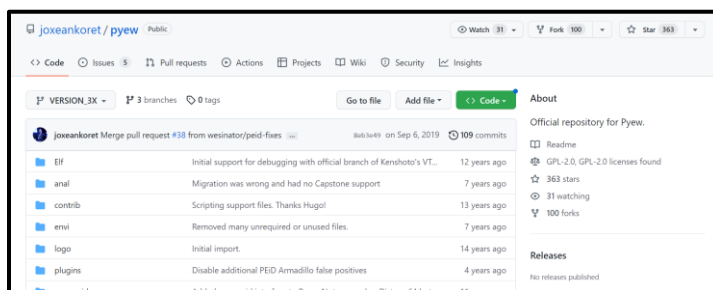 joxeankoret / pyew Public
Watch 31 Fork 100 Star 363
Code Issues 5 Pull requests Actions Projects Wiki Security Insights
VERSION_3X 3 branches 0 tags Go to file Add file Code
joxeankoret Merge pull request #38 from wesinator/peid-fixes ... 8eb3e49 on Sep 6, 2019 109 commits
Elf Initial support for debugging with official branch of Kenshoto's VT... 12 years ago
anal Migration was wrong and had no Capstone support 7 years ago
contrib Scripting support files. Thanks Hugo! 13 years ago
envi Removed many unrequired or unused files. 7 years ago
logo Initial import. 14 years ago
plugins Disable additional PEiD Armadillo false positives 4 years ago
About
Official repository for Pyew.
Readme
GPL-2.0, GPL-2.0 licenses found
363 stars
31 watching
100 forks
Releases
No releases published